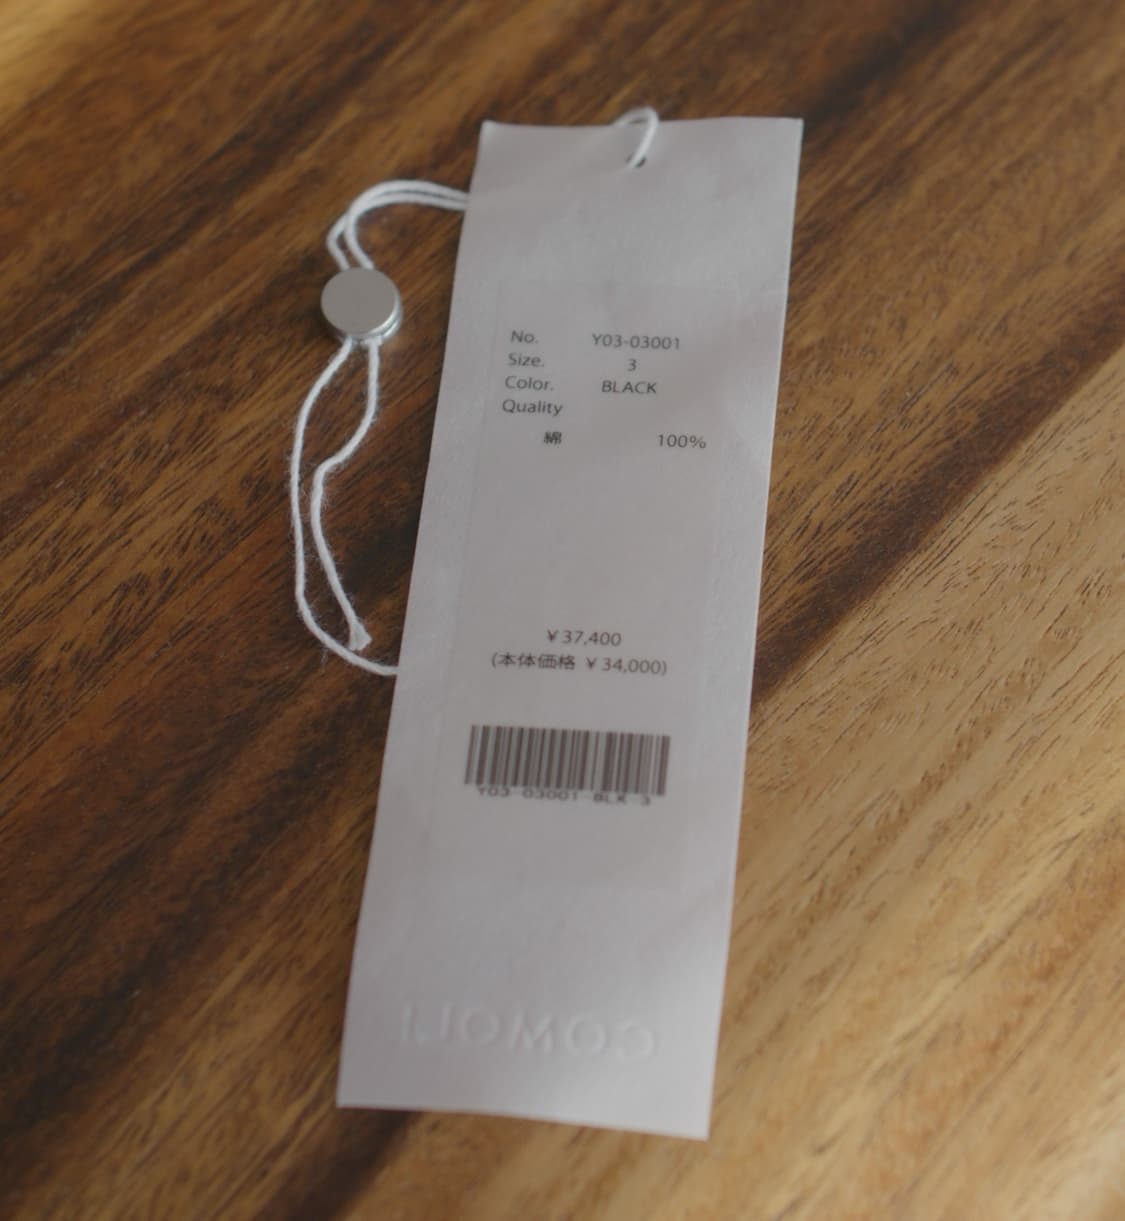 No. Y03-03001
Size. 3
Color. BLACK
Quality
綿 100%
￥37,400
(本体価格 ￥34,000)
Y03-03001-BLK-3
COMOLI